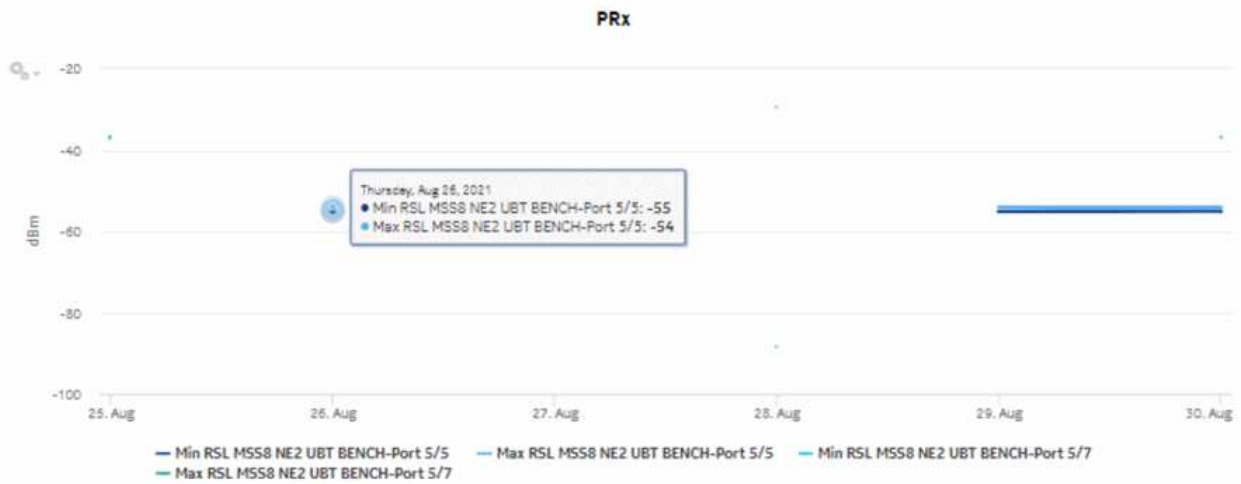 PRx
-20
-40
-60
-80
-100
dBm
Thursday, Aug 26, 2021
● Min RSL MSS8 NE2 UBT BENCH-Port 5/5: -55
● Max RSL MSS8 NE2 UBT BENCH-Port 5/5: -54
25. Aug 26. Aug 27. Aug 28. Aug 29. Aug 30. Aug
Min RSL MSS8 NE2 UBT BENCH-Port 5/5 Max RSL MSS8 NE2 UBT BENCH-Port 5/5 Min RSL MSS8 NE2 UBT BENCH-Port 5/7
Max RSL MSS8 NE2 UBT BENCH-Port 5/7